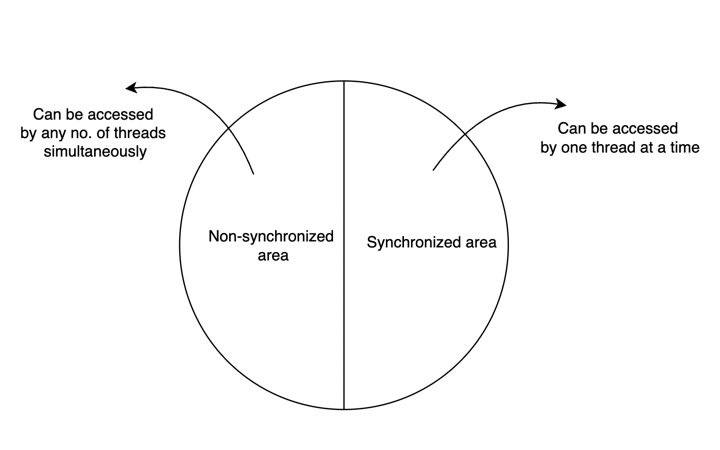 Can be accessed
by any no. of threads
simultaneously
Can be accessed
by one thread at a time
Non-synchronized
area
Synchronized area